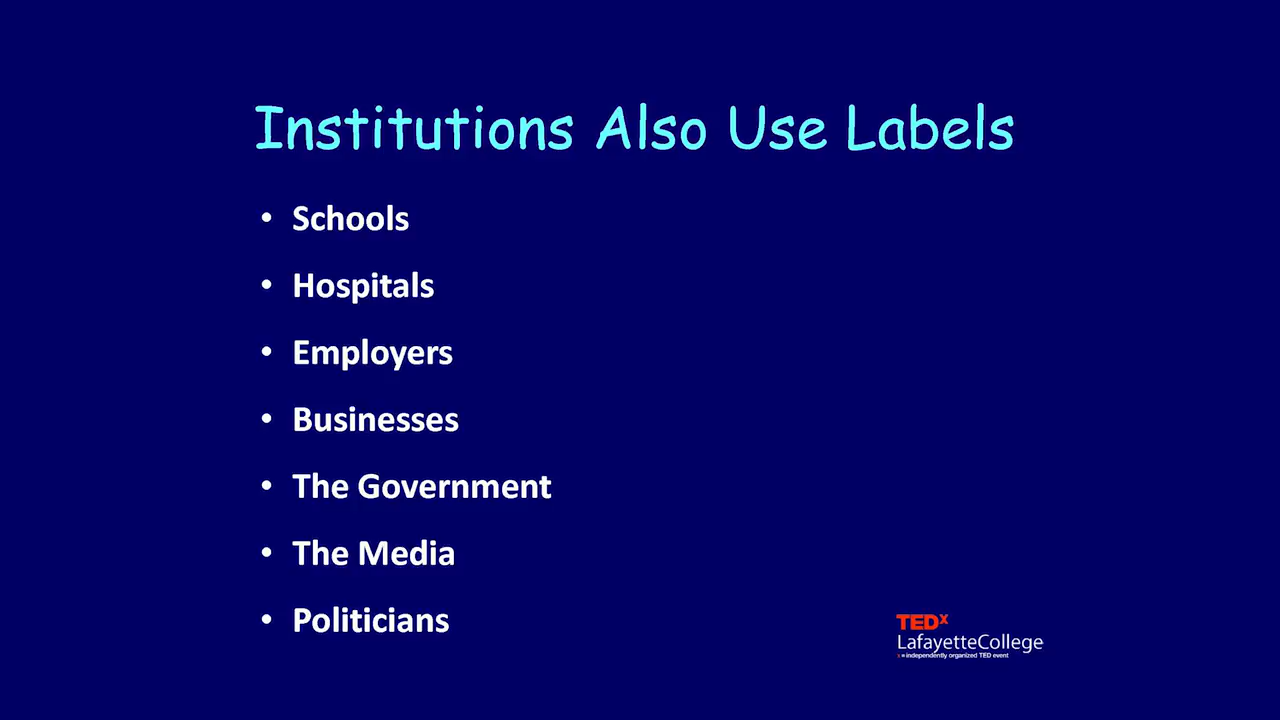 Institutions Also Use Labels
• Schools
• Hospitals
• Employers
• Businesses
• The Government
• The Media
• Politicians
TEDx
LafayetteCollege
x = independently organized TED event